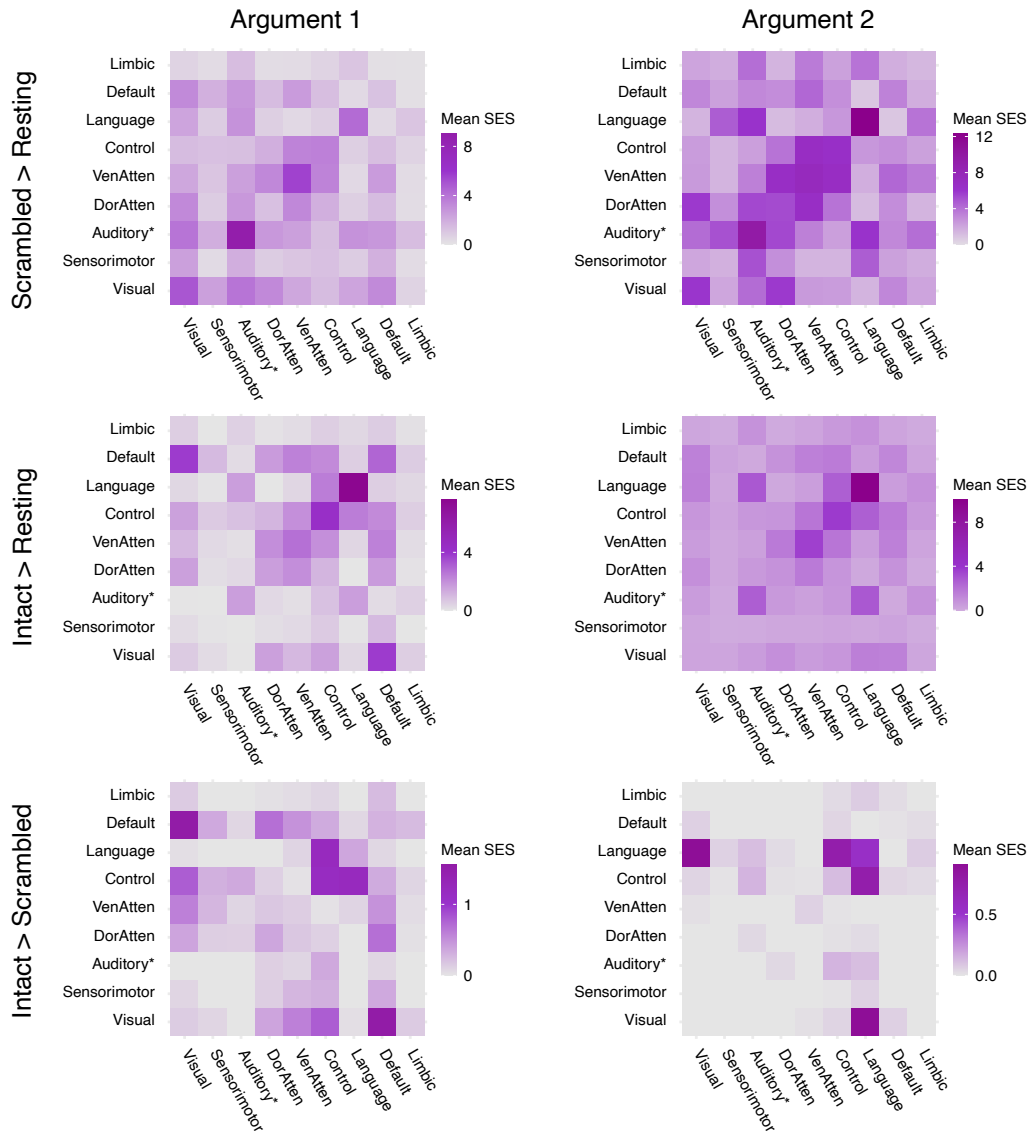 Argument 1
Argument 2
Scrambled > Resting
Limbic
Default
Language
Control
VenAtten
DorAtten
Auditory*
Sensorimotor
Visual
Visual
Sensorimotor
Auditory*
DorAtten
VenAtten
Control
Language
Default
Limbic
Mean SES
8
4
0
Limbic
Default
Language
Control
VenAtten
DorAtten
Auditory*
Sensorimotor
Visual
Visual
Sensorimotor
Auditory*
DorAtten
VenAtten
Control
Language
Default
Limbic
Mean SES
12
8
4
0
Intact > Resting
Limbic
Default
Language
Control
VenAtten
DorAtten
Auditory*
Sensorimotor
Visual
Visual
Sensorimotor
Auditory*
DorAtten
VenAtten
Control
Language
Default
Limbic
Mean SES
4
0
Limbic
Default
Language
Control
VenAtten
DorAtten
Auditory*
Sensorimotor
Visual
Visual
Sensorimotor
Auditory*
DorAtten
VenAtten
Control
Language
Default
Limbic
Mean SES
8
4
0
Intact > Scrambled
Limbic
Default
Language
Control
VenAtten
DorAtten
Auditory*
Sensorimotor
Visual
Visual
Sensorimotor
Auditory*
DorAtten
VenAtten
Control
Language
Default
Limbic
Mean SES
1
0
Limbic
Default
Language
Control
VenAtten
DorAtten
Auditory*
Sensorimotor
Visual
Visual
Sensorimotor
Auditory*
DorAtten
VenAtten
Control
Language
Default
Limbic
Mean SES
0.5
0.0